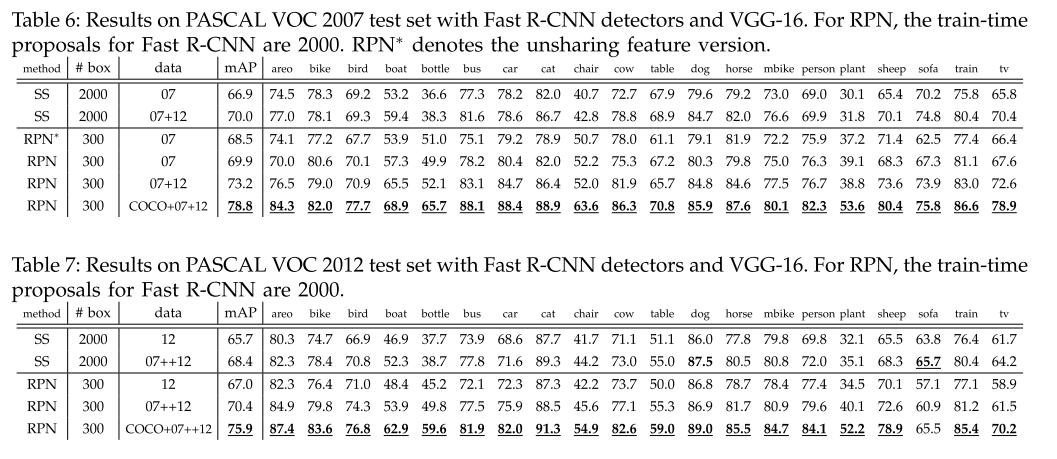 Table 6: Results on PASCAL VOC 2007 test set with Fast R-CNN detectors and VGG-16. For RPN, the train-time
proposals for Fast R-CNN are 2000. RPN* denotes the unsharing feature version.
method # box data mAP areo bike bird boat bottle bus car cat chair cow table dog horse mbike person plant sheep sofa train tv
SS 2000 07 66.9 74.5 78.3 69.2 53.2 36.6 77.3 78.2 82.0 40.7 72.7 67.9 79.6 79.2 73.0 69.0 30.1 65.4 70.2 75.8 65.8
SS 2000 07+12 70.0 77.0 78.1 69.3 59.4 38.3 81.6 78.6 86.7 42.8 78.8 68.9 84.7 82.0 76.6 69.9 31.8 70.1 74.8 80.4 70.4
RPN* 300 07 68.5 74.1 77.2 67.7 53.9 51.0 75.1 79.2 78.9 50.7 78.0 61.1 79.1 81.9 72.2 75.9 37.2 71.4 62.5 77.4 66.4
RPN 300 07 69.9 70.0 80.6 70.1 57.3 49.9 78.2 80.4 82.0 52.2 75.3 67.2 80.3 79.8 75.0 76.3 39.1 68.3 67.3 81.1 67.6
RPN 300 07+12 73.2 76.5 79.0 70.9 65.5 52.1 83.1 84.7 86.4 52.0 81.9 65.7 84.8 84.6 77.5 76.7 38.8 73.6 73.9 83.0 72.6
RPN 300 COCO+07+12 78.8 84.3 82.0 77.7 68.9 65.7 88.1 88.4 88.9 63.6 86.3 70.8 85.9 87.6 80.1 82.3 53.6 80.4 75.8 86.6 78.9
Table 7: Results on PASCAL VOC 2012 test set with Fast R-CNN detectors and VGG-16. For RPN, the train-time
proposals for Fast R-CNN are 2000.
method # box data mAP areo bike bird boat bottle bus car cat chair cow table dog horse mbike person plant sheep sofa train tv
SS 2000 12 65.7 80.3 74.7 66.9 46.9 37.7 73.9 68.6 87.7 41.7 71.1 51.1 86.0 77.8 79.8 69.8 32.1 65.5 63.8 76.4 61.7
SS 2000 07++12 68.4 82.3 78.4 70.8 52.3 38.7 77.8 71.6 89.3 44.2 73.0 55.0 87.5 80.5 80.8 72.0 35.1 68.3 65.7 80.4 64.2
RPN 300 12 67.0 82.3 76.4 71.0 48.4 45.2 72.1 72.3 87.3 42.2 73.7 50.0 86.8 78.7 78.4 77.4 34.5 70.1 57.1 77.1 58.9
RPN 300 07++12 70.4 84.9 79.8 74.3 53.9 49.8 77.5 75.9 88.5 45.6 77.1 55.3 86.9 81.7 80.9 79.6 40.1 72.6 60.9 81.2 61.5
RPN 300 COCO+07++12 75.9 87.4 83.6 76.8 62.9 59.6 81.9 82.0 91.3 54.9 82.6 59.0 89.0 85.5 84.7 84.1 52.2 78.9 65.5 85.4 70.2